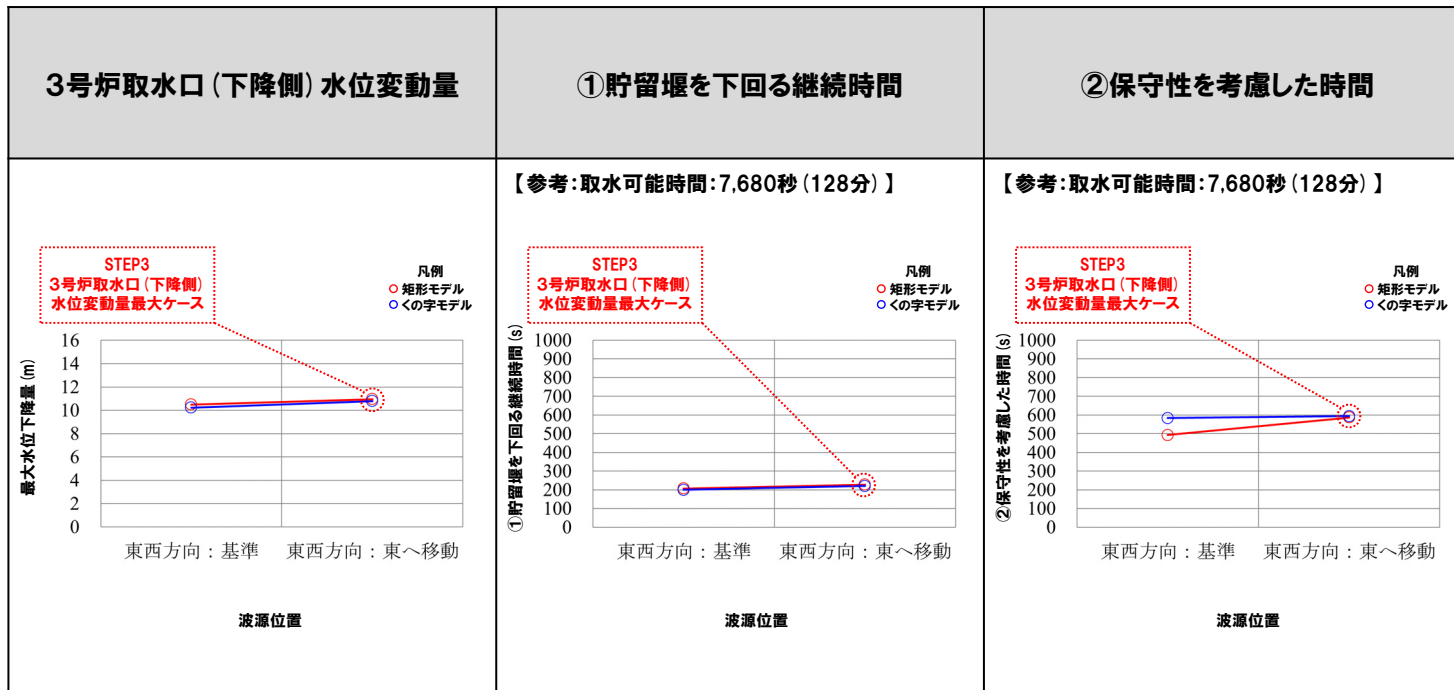 3号炉取水口（下降側）水位変動量
①貯留堰を下回る継続時間
②保守性を考慮した時間
STEP3
3号炉取水口（下降側）
水位変動量最大ケース
凡例
矩形モデル
くの字モデル
最大水位下降量（m）
16
14
12
10
8
6
4
2
0
東西方向：基準
東西方向：東へ移動
波源位置
【参考：取水可能時間：7,680秒（128分）】
STEP3
3号炉取水口（下降側）
水位変動量最大ケース
凡例
矩形モデル
くの字モデル
①貯留堰を下回る継続時間（s）
1000
900
800
700
600
500
400
300
200
100
0
東西方向：基準
東西方向：東へ移動
波源位置
【参考：取水可能時間：7,680秒（128分）】
STEP3
3号炉取水口（下降側）
水位変動量最大ケース
凡例
矩形モデル
くの字モデル
②保守性を考慮した時間（s）
1000
900
800
700
600
500
400
300
200
100
0
東西方向：基準
東西方向：東へ移動
波源位置